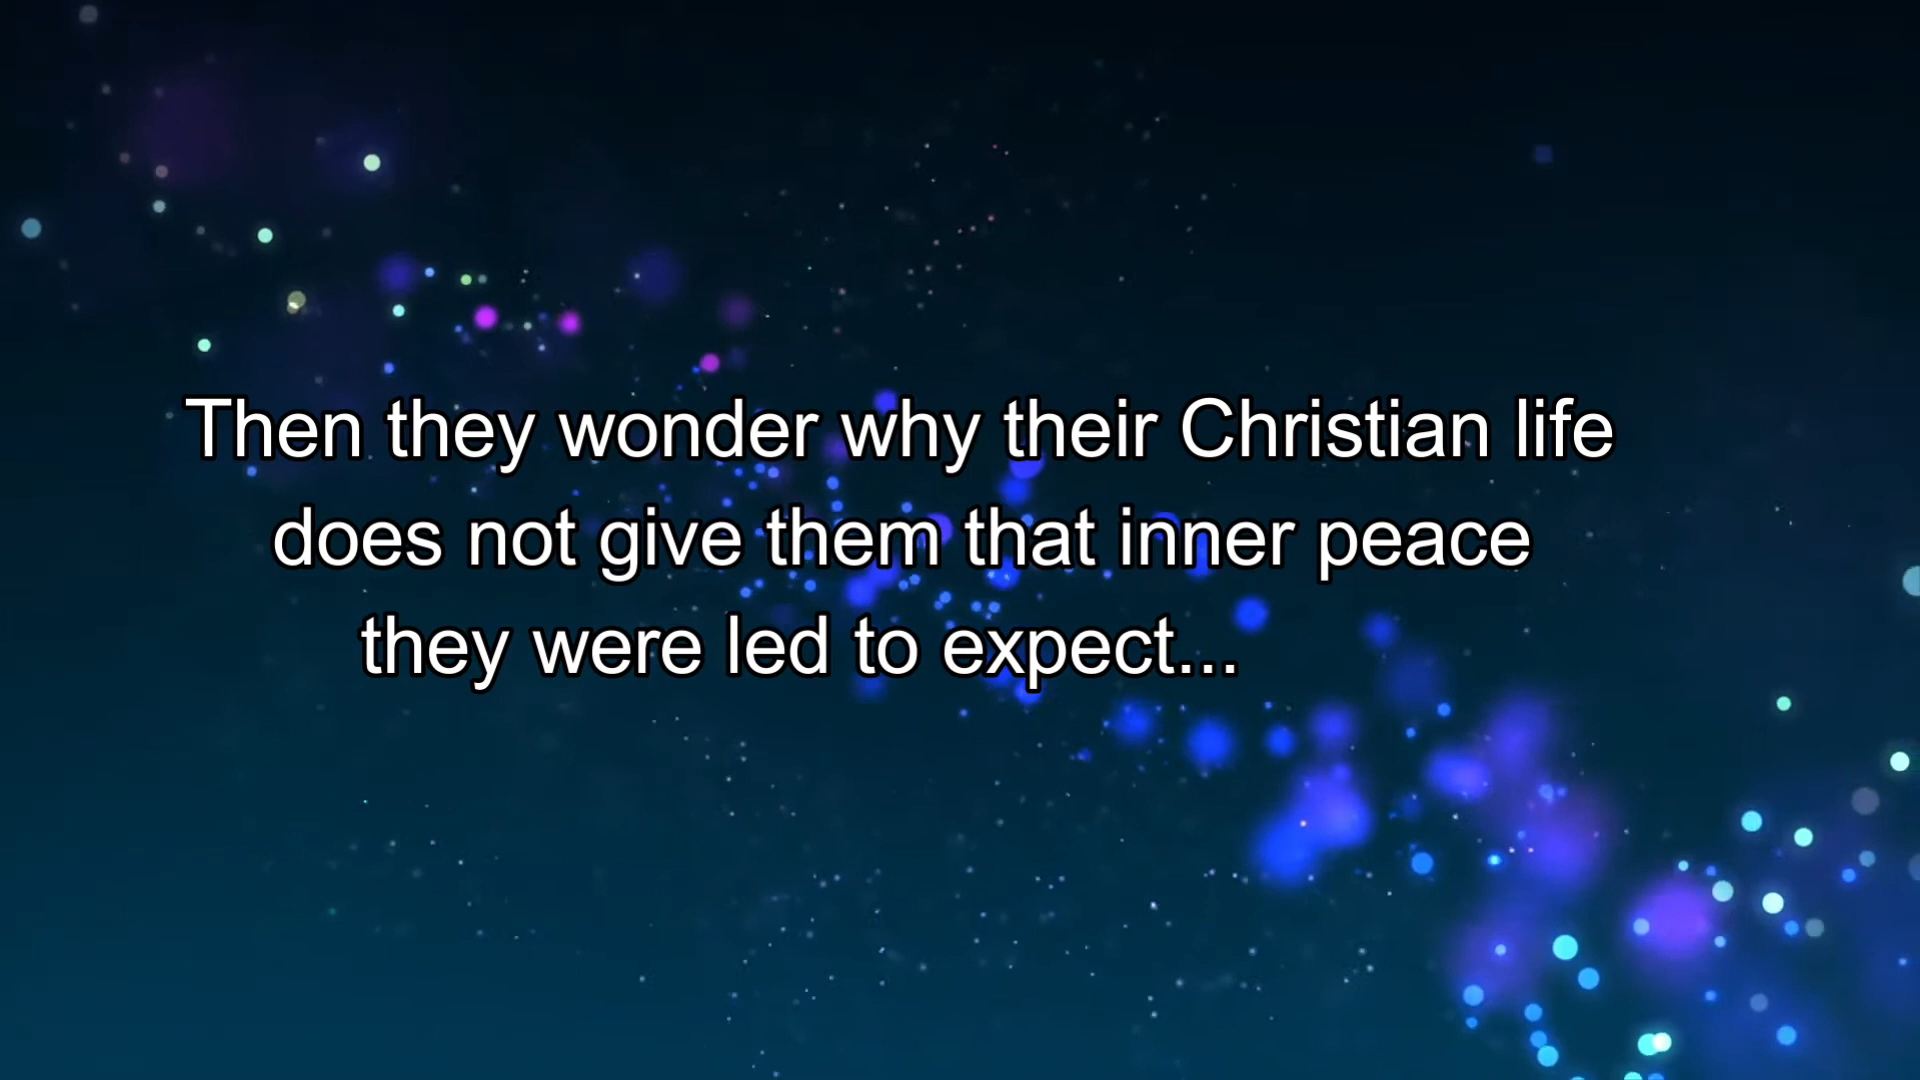 Then they wonder why their Christian life
does not give them that inner peace
they were led to expect...